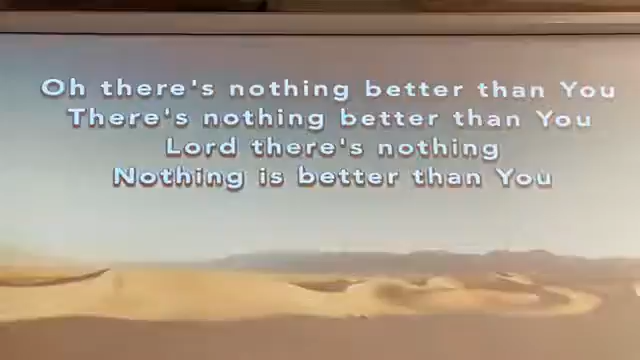 Oh there's nothing better than You
There's nothing better than You
Lord there's nothing
Nothing is better than You